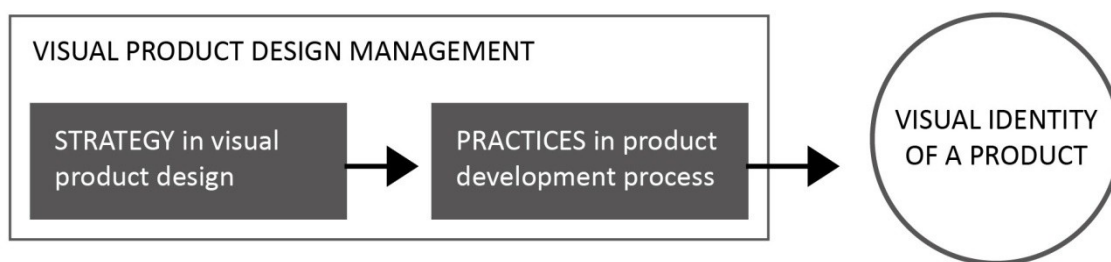 VISUAL PRODUCT DESIGN MANAGEMENT
STRATEGY in visual
product design
PRACTICES in product
development process
VISUAL IDENTITY
OF A PRODUCT